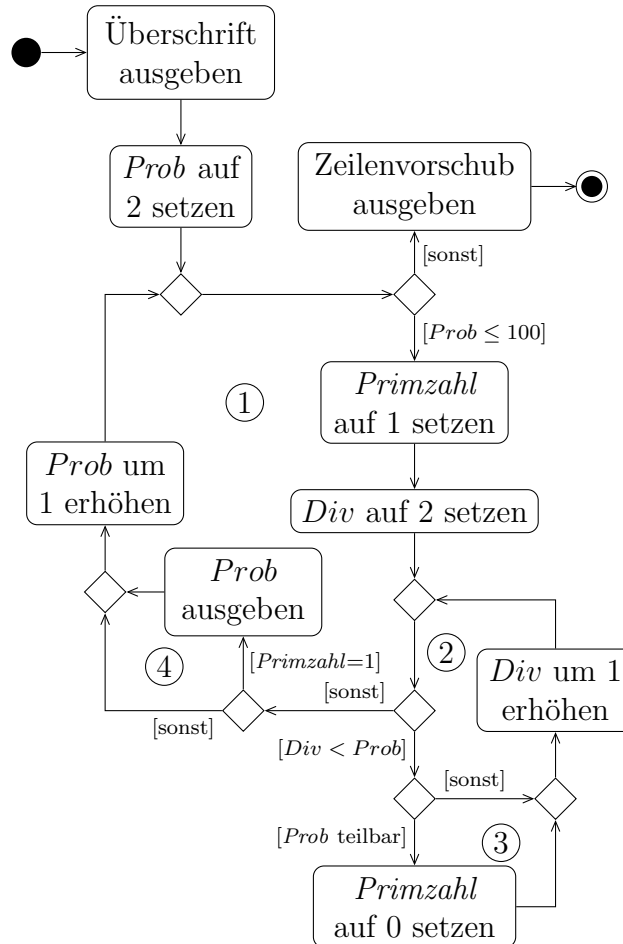 Überschrift
ausgeben
Prob auf
2 setzen
Zeilenvorschub
ausgeben
[sonst]
[Prob ≤ 100]
Primzahl
auf 1 setzen
1
Prob um
1 erhöhen
Div auf 2 setzen
Prob
ausgeben
2
4
[Primzahl=1]
Div um 1
erhöhen
[sonst]
[sonst]
[Div < Prob]
[sonst]
[Prob teilbar]
3
Primzahl
auf 0 setzen